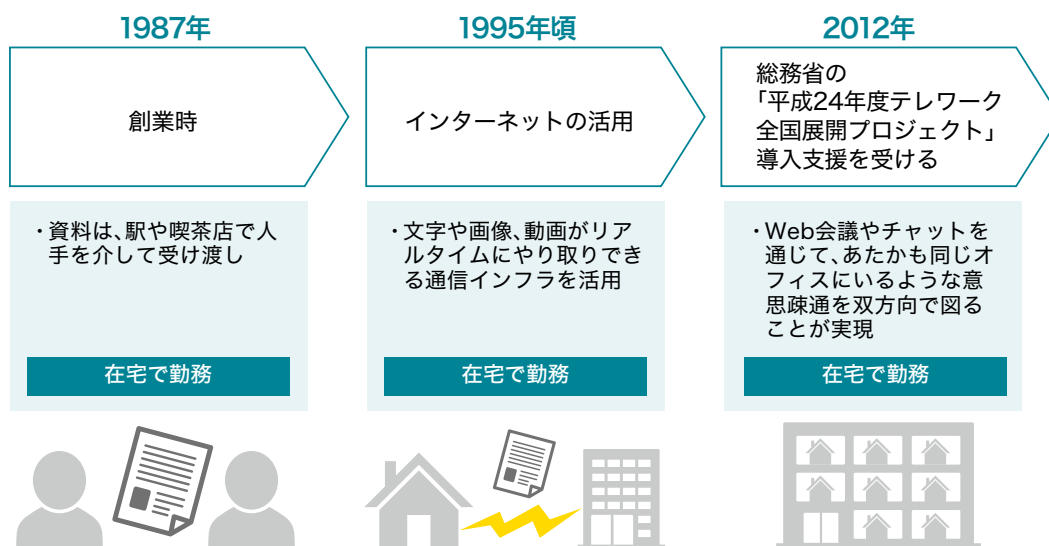 1987年
創業時
・資料は、駅や喫茶店で人
手を介して受け渡し
在宅で勤務
1995年頃
インターネットの活用
・文字や画像、動画がリア
ルタイムにやり取りでき
る通信インフラを活用
在宅で勤務
2012年
総務省の
「平成24年度テレワーク
全国展開プロジェクト」
導入支援を受ける
・Web会議やチャットを
通じて、あたかも同じオ
フィスにいるような意
思疎通を双方向で図る
ことが実現
在宅で勤務